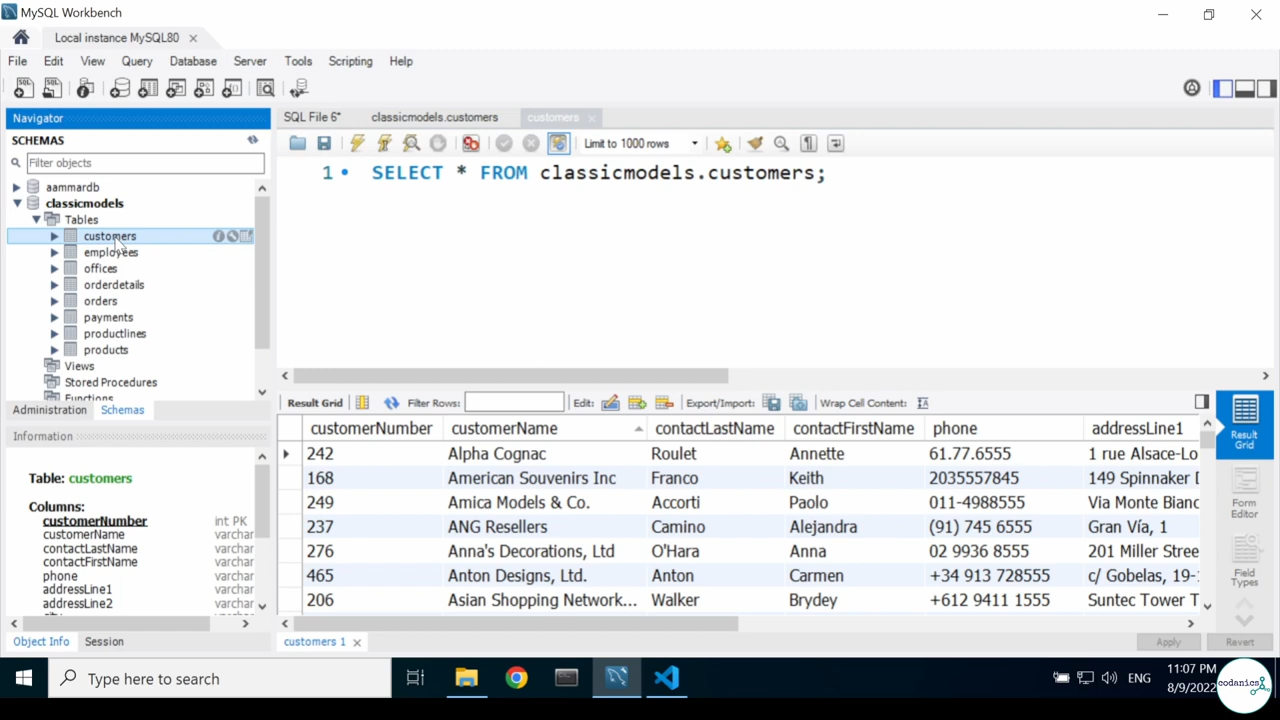 MySQL Workbench
Local instance MySQL80
File Edit View Query Database Server Tools Scripting Help
Navigator
SCHEMAS
Filter objects
aammardb
classicmodels
Tables
customers
employees
offices
orderdetails
orders
payments
productlines
products
Views
Stored Procedures
Functions
Administration Schemas
Information
Table: customers
Columns:
customerNumber int PK
customerName varchar
contactLastName varchar
contactFirstName varchar
phone varchar
addressLine1 varchar
addressLine2 varchar
Object Info Session
SQL File 6* classicmodels.customers customers
Limit to 1000 rows
1 SELECT * FROM classicmodels.customers;
Result Grid Filter Rows: Edit: Export/Import: Wrap Cell Content:
customerNumber customerName contactLastName contactFirstName phone addressLine1
242 Alpha Cognac Roulet Annette 61.77.6555 1 rue Alsace-Lo
168 American Souvenirs Inc Franco Keith 2035557845 149 Spinnaker
249 Amica Models & Co. Accorti Paolo 011-4988555 Via Monte Bianc
237 ANG Resellers Camino Alejandra (91) 745 6555 Gran Vía, 1
276 Anna's Decorations, Ltd O'Hara Anna 02 9936 8555 201 Miller Stree
465 Anton Designs, Ltd. Anton Carmen +34 913 728555 c/ Gobelas, 19-
206 Asian Shopping Network... Walker Brydey +612 9411 1555 Suntec Tower T
Result
Grid
Form
Editor
Field
Types
customers 1
Apply Revert
Type here to search
ENG
11:07 PM
8/9/2022
codanics